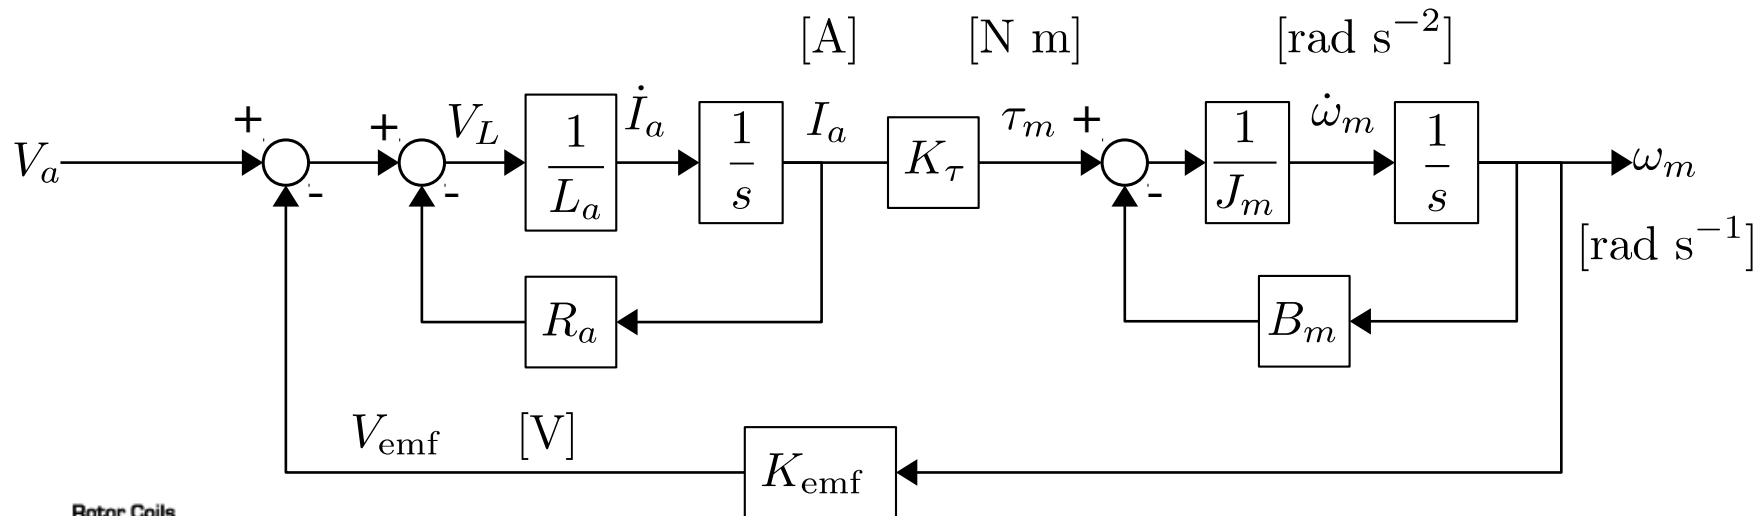 [A] [N m] [rad s⁻²]
+ + V_L İ_a I_a τ_m + ω̇_m
V_a 1/L_a 1/s K_τ 1/J_m 1/s ω_m
- - -
[rad s⁻¹]
R_a B_m
V_emf [V]
K_emf
Rotor Coils